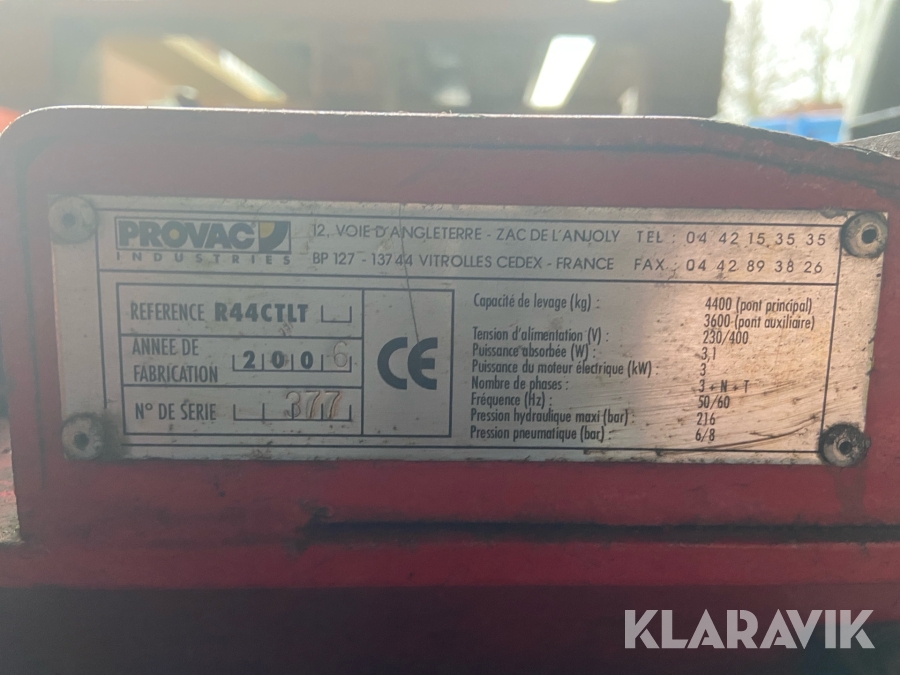 PROVAC
INDUSTRIES
12, VOIE D'ANGLETERRE - ZAC DE L'ANJOLY TEL : 04 42 15 35 35
BP 127 - 13744 VITROLLES CEDEX - FRANCE FAX : 04 42 89 38 26
REFERENCE R44CTLT
ANNEE DE
FABRICATION 2006
N° DE SERIE 377
CE
Capacité de levage (kg) : 4400 (pont principal)
3600 (pont auxiliaire)
Tension d'alimentation (V) : 230/400
Puissance absorbée (W) : 3,1
Puissance du moteur électrique (kW) : 3
Nombre de phases : 3 + N + T
Fréquence (Hz) : 50/60
Pression hydraulique maxi (bar) : 216
Pression pneumatique (bar) : 6/8
KLARAVIK